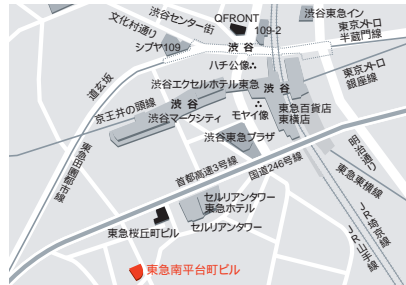 渋谷センター街
渋谷東急イン
文化村通り
QFRONT
109-2
東京メトロ
半蔵門線
シブヤ109
渋谷
ハチ公像
道玄坂
渋谷エクセルホテル東急
渋谷
東京メトロ
銀座線
京王井の頭線
渋谷
渋谷マークシティ
モヤイ像
東急百貨店
東横店
渋谷東急プラザ
明治通り
東急田園都市線
首都高速3号線
国道246号線
東急東横線
セルリアンタワー
東急ホテル
東急桜丘町ビル
セルリアンタワー
JR埼京線
JR山手線
東急南平台町ビル